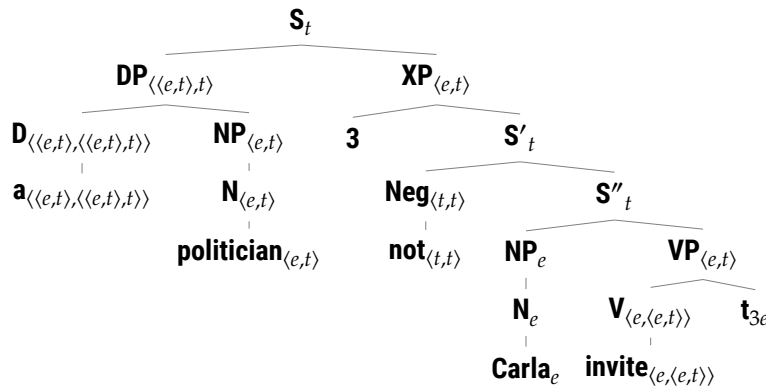 S_t
DP_⟨⟨e,t⟩,t⟩ XP_⟨e,t⟩
D_⟨⟨e,t⟩,⟨⟨e,t⟩,t⟩⟩ NP_⟨e,t⟩ 3 S′_t
a_⟨⟨e,t⟩,⟨⟨e,t⟩,t⟩⟩ N_⟨e,t⟩ Neg_⟨t,t⟩ S″_t
politician_⟨e,t⟩ not_⟨t,t⟩ NP_e VP_⟨e,t⟩
N_e V_⟨e,⟨e,t⟩⟩ t_3e
Carla_e invite_⟨e,⟨e,t⟩⟩